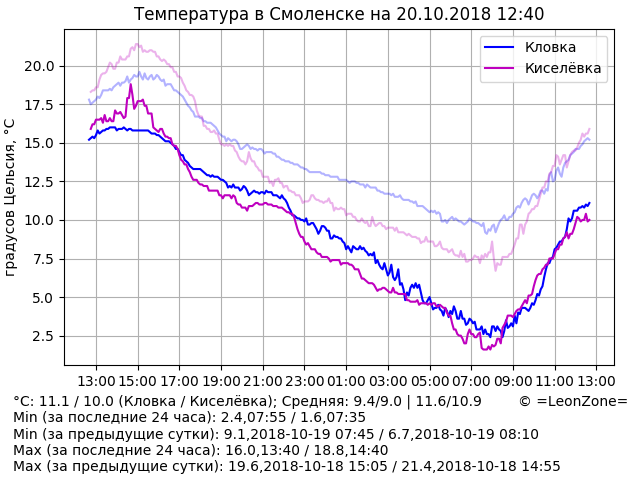 Температура в Смоленске на 20.10.2018 12:40
Кловка
Киселёвка
градусов Цельсия, °C
20.0
17.5
15.0
12.5
10.0
7.5
5.0
2.5
13:00 15:00 17:00 19:00 21:00 23:00 01:00 03:00 05:00 07:00 09:00 11:00 13:00
°C: 11.1 / 10.0 (Кловка / Киселёвка); Средняя: 9.4/9.0 | 11.6/10.9 © =LeonZone=
Min (за последние 24 часа): 2.4,07:55 / 1.6,07:35
Min (за предыдущие сутки): 9.1,2018-10-19 07:45 / 6.7,2018-10-19 08:10
Max (за последние 24 часа): 16.0,13:40 / 18.8,14:40
Max (за предыдущие сутки): 19.6,2018-10-18 15:05 / 21.4,2018-10-18 14:55